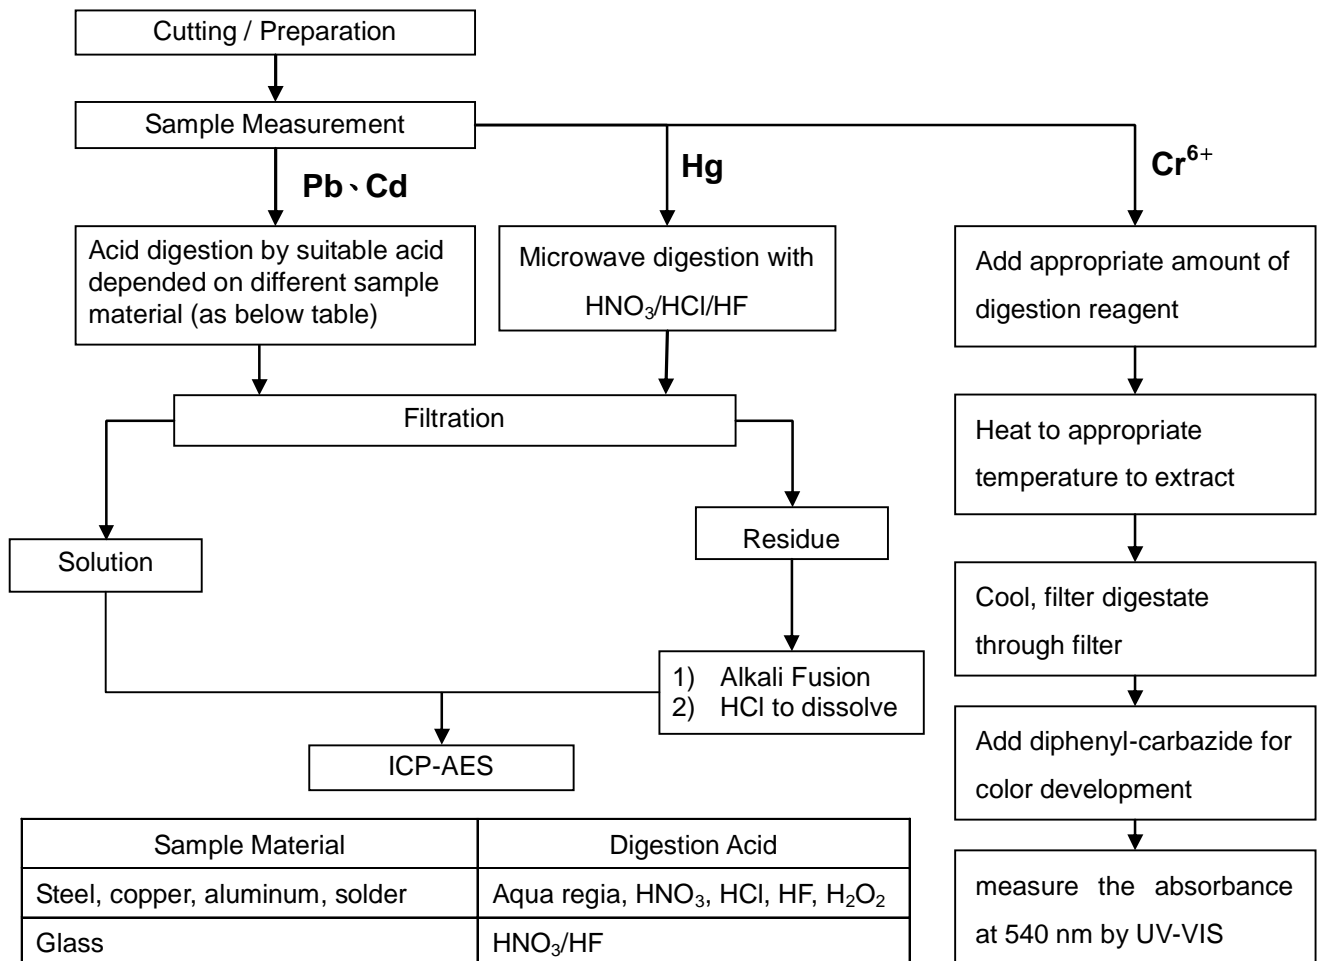 Cutting / Preparation
Sample Measurement
Pb、Cd
Hg
Cr⁶⁺
Acid digestion by suitable acid
depended on different sample
material (as below table)
Microwave digestion with
HNO₃/HCl/HF
Add appropriate amount of
digestion reagent
Filtration
Heat to appropriate
temperature to extract
Solution
Residue
Cool, filter digestate
through filter
1) Alkali Fusion
2) HCl to dissolve
Add diphenyl-carbazide for
color development
ICP-AES
Sample Material Digestion Acid
Steel, copper, aluminum, solder Aqua regia, HNO₃, HCl, HF, H₂O₂
Glass HNO₃/HF
measure the absorbance
at 540 nm by UV-VIS